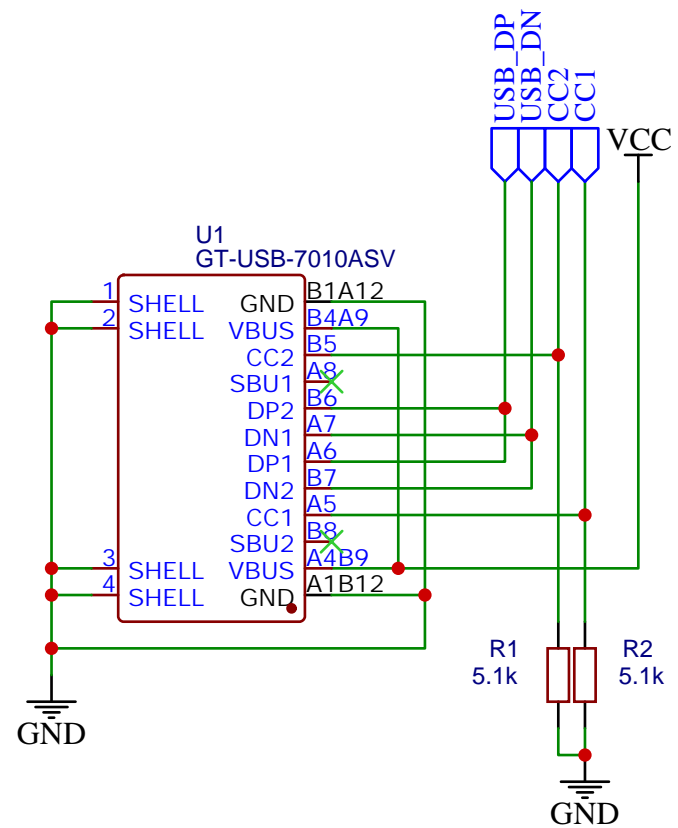 USB_DP
USB_DN
CC2
CC1
VCC
U1
GT-USB-7010ASV
1 SHELL GND B1A12
2 SHELL VBUS B4A9
CC2 B5
SBU1 A8
DP2 B6
DN1 A7
DP1 A6
DN2 B7
CC1 A5
SBU2 B8
3 SHELL VBUS A4B9
4 SHELL GND A1B12
R1 R2
5.1k 5.1k
GND
GND